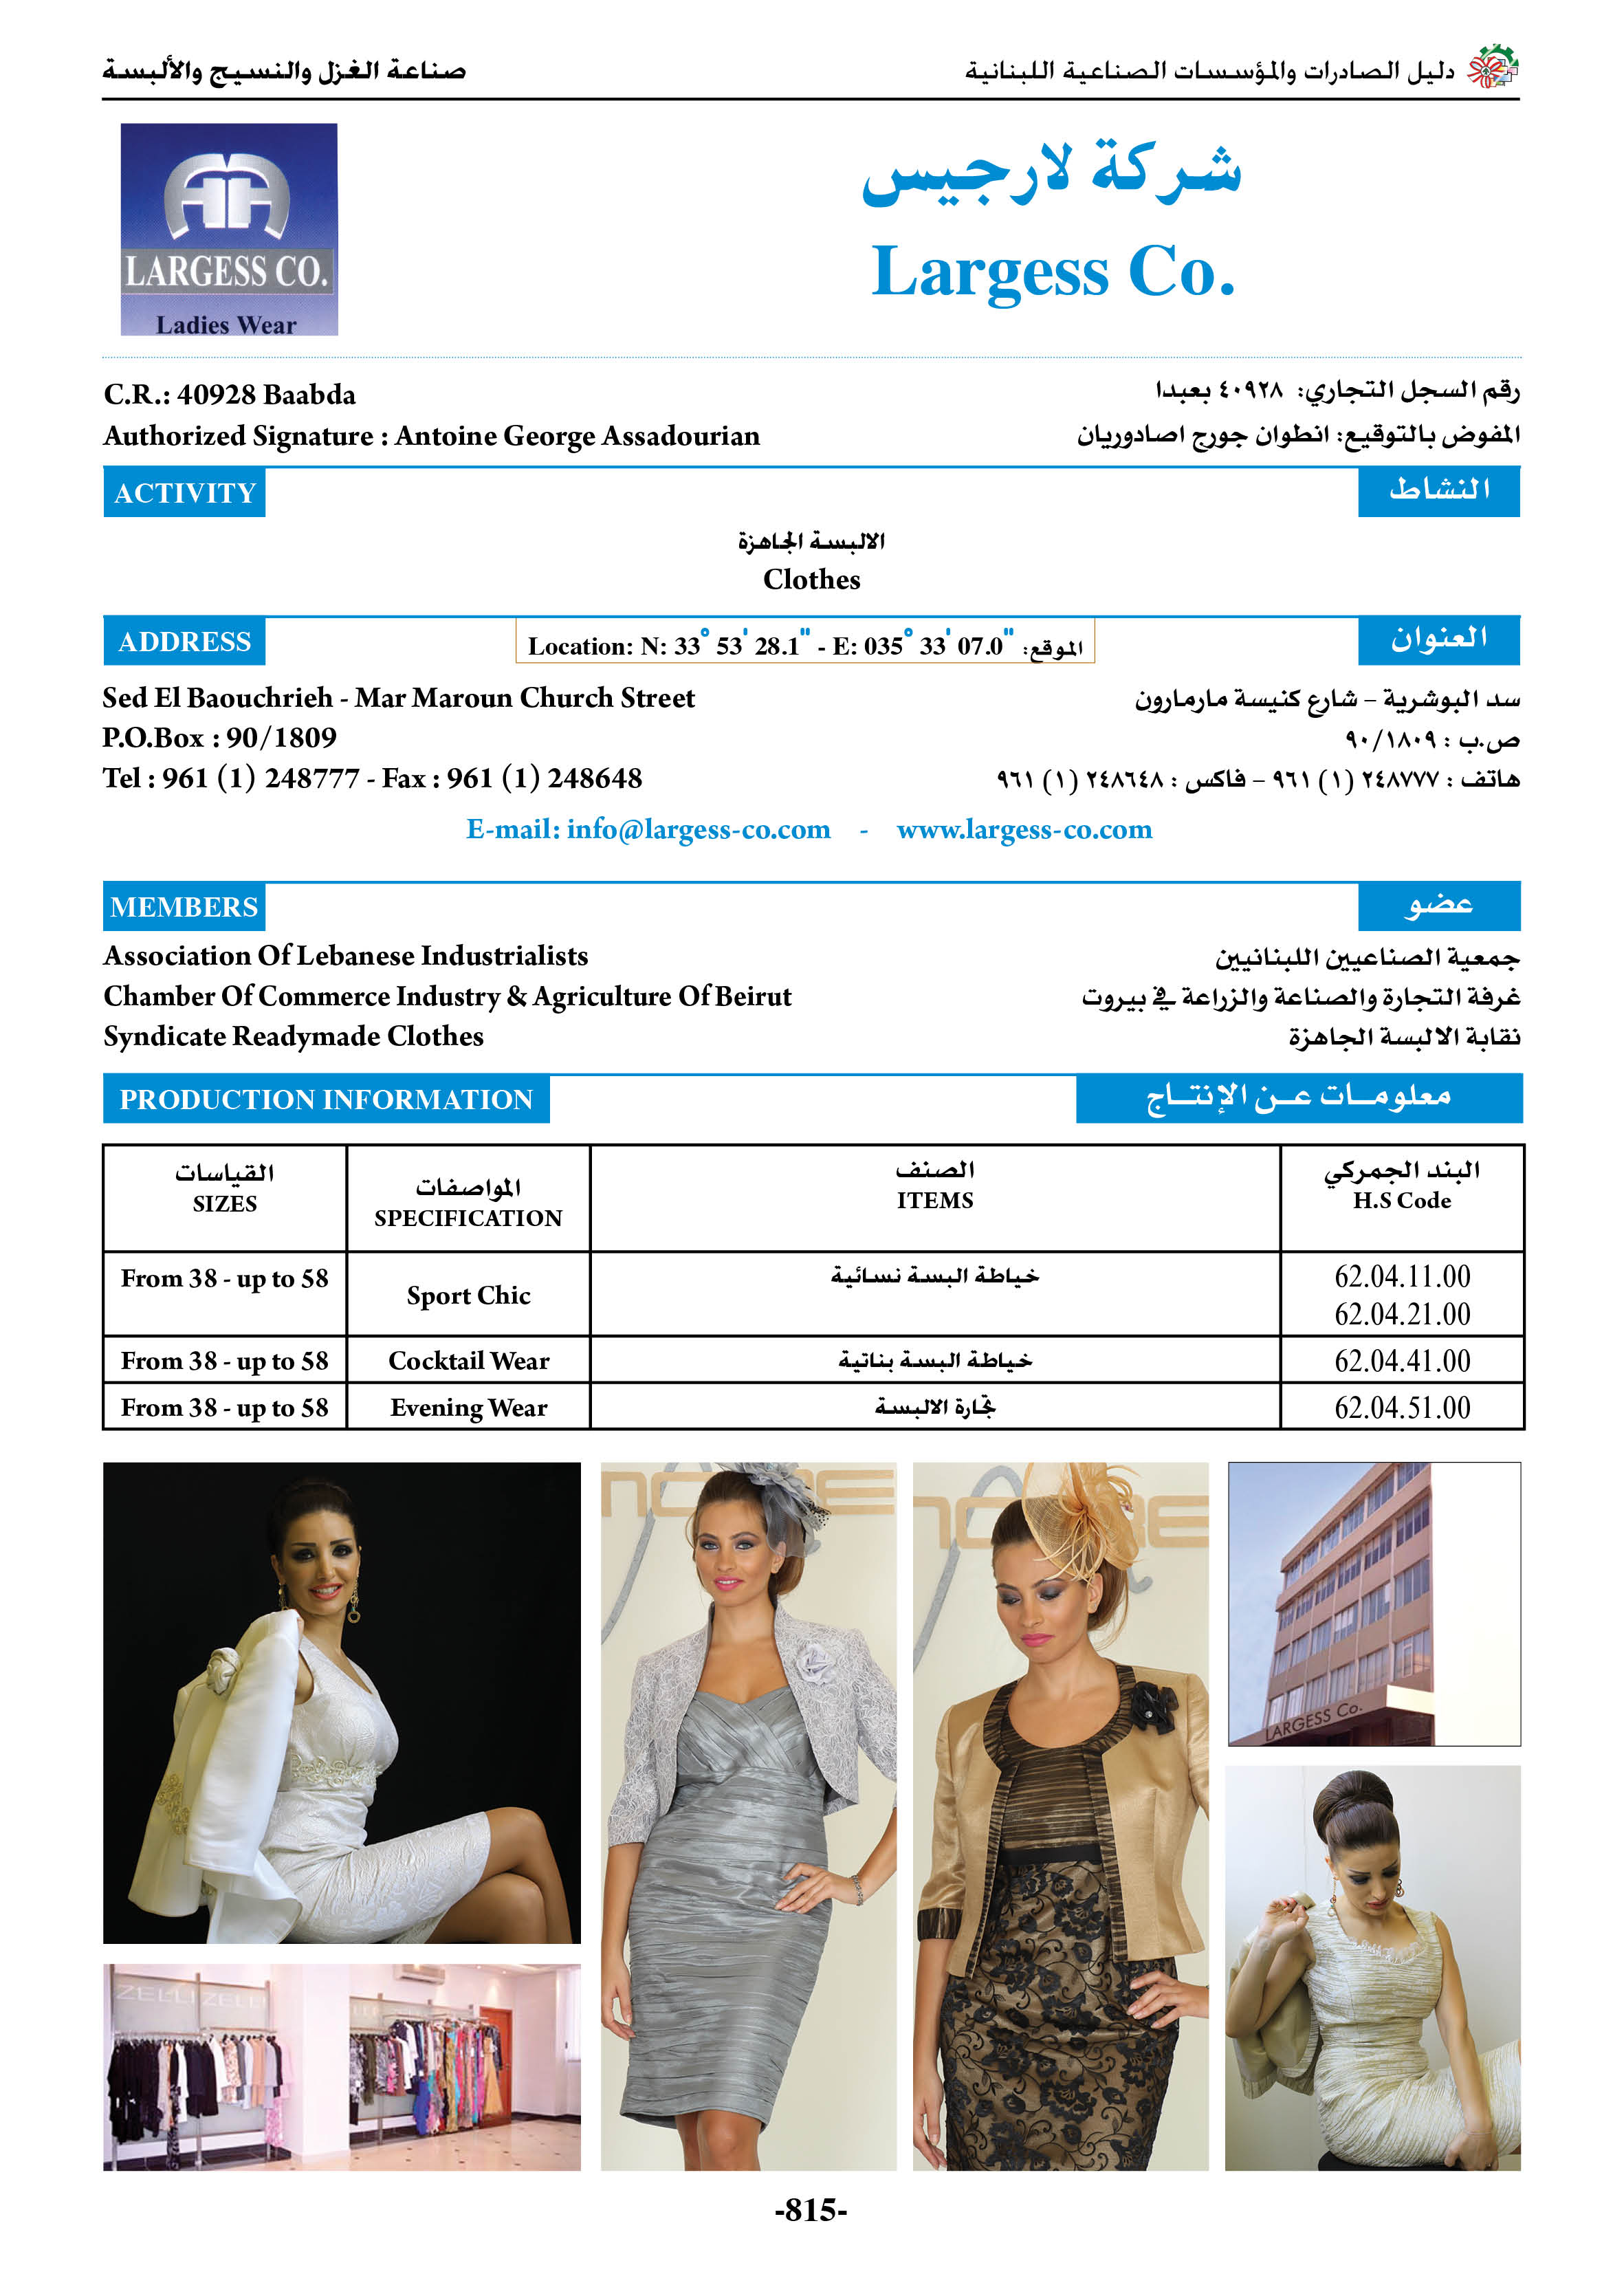 دليل الصادرات والمؤسسات الصناعية اللبنانية
صناعة الغزل والنسيج والألبسة
LARGESS CO.
Ladies Wear
شركة لارجيس
Largess Co.
C.R.: 40928 Baabda
رقم السجل التجاري: ٤٠٩٢٨ بعبدا
Authorized Signature : Antoine George Assadourian
المفوض بالتوقيع: انطوان جورج اصادوريان
ACTIVITY
النشاط
الالبسة الجاهزة
Clothes
ADDRESS
Location: N: 33° 53' 28.1" - E: 035° 33' 07.0" :الموقع
العنوان
Sed El Baouchrieh - Mar Maroun Church Street
سد البوشرية – شارع كنيسة مارمارون
P.O.Box : 90/1809
ص.ب : ٩٠/١٨٠٩
Tel : 961 (1) 248777 - Fax : 961 (1) 248648
هاتف : ٢٤٨٧٧٧ (١) ٩٦١ – فاكس : ٢٤٨٦٤٨ (١) ٩٦١
E-mail: info@largess-co.com - www.largess-co.com
MEMBERS
عضو
Association Of Lebanese Industrialists
جمعية الصناعيين اللبنانيين
Chamber Of Commerce Industry & Agriculture Of Beirut
غرفة التجارة والصناعة والزراعة في بيروت
Syndicate Readymade Clothes
نقابة الالبسة الجاهزة
PRODUCTION INFORMATION
معلومـات عـن الإنتـاج
القياسات
SIZES
المواصفات
SPECIFICATION
الصنف
ITEMS
البند الجمركي
H.S Code
From 38 - up to 58
Sport Chic
خياطة البسة نسائية
62.04.11.00
62.04.21.00
From 38 - up to 58
Cocktail Wear
خياطة البسة بناتية
62.04.41.00
From 38 - up to 58
Evening Wear
تجارة الالبسة
62.04.51.00
LARGESS Co.
ZELLI ZELLI
-815-